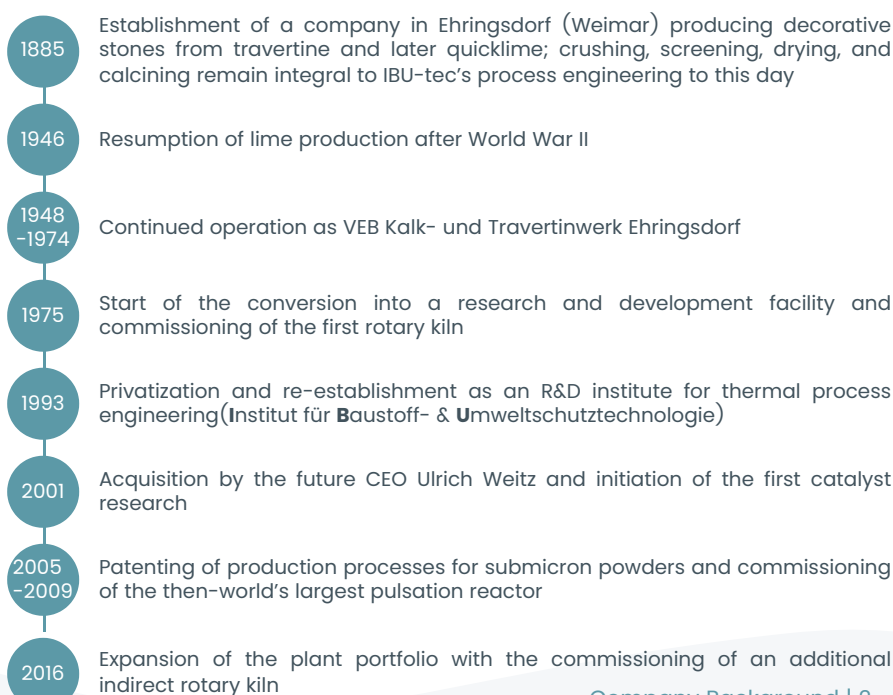 1885
Establishment of a company in Ehringsdorf (Weimar) producing decorative
stones from travertine and later quicklime; crushing, screening, drying, and
calcining remain integral to IBU-tec’s process engineering to this day
1946
Resumption of lime production after World War II
1948
-1974
Continued operation as VEB Kalk- und Travertinwerk Ehringsdorf
1975
Start of the conversion into a research and development facility and
commissioning of the first rotary kiln
1993
Privatization and re-establishment as an R&D institute for thermal process
engineering(Institut für Baustoff- & Umweltschutztechnologie)
2001
Acquisition by the future CEO Ulrich Weitz and initiation of the first catalyst
research
2005
-2009
Patenting of production processes for submicron powders and commissioning
of the then-world’s largest pulsation reactor
2016
Expansion of the plant portfolio with the commissioning of an additional
indirect rotary kiln
Company Background |